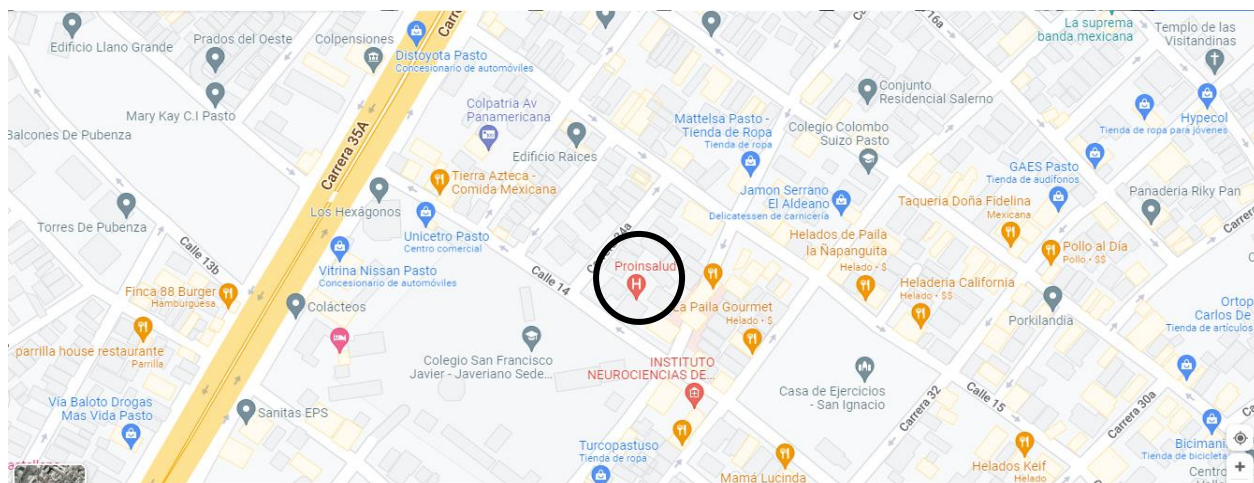 La suprema
banda mexicana
Templo de las
Visitandinas
Edificio Llano Grande
Prados del Oeste
Colpensiones
Distoyota Pasto
Concesionario de automóviles
16a
Conjunto
Residencial Salerno
Mary Kay C.I Pasto
Colpatria Av
Panamericana
Mattelsa Pasto -
Tienda de Ropa
Tienda de ropa
Colegio Colombo
Suizo Pasto
Hypecol
Tienda de ropa para jóvenes
Balcones De Pubenza
Carrera 35A
Edificio Raices
Tierra Azteca -
Comida Mexicana
GAES Pasto
Tienda de audífonos
Jamon Serrano
El Aldeano
Delicatessen de carnicería
Taqueria Doña Fidelina
Mexicana
Panaderia Riky Pan
Los Hexágonos
Torres De Pubenza
Unicetro Pasto
Centro comercial
Helados de Paila
la Ñapanguita
Helado · $
Pollo al Día
Pollo · $$
Calle 13b
Vitrina Nissan Pasto
Concesionario de automóviles
Calle 14
Proinsalud
Finca 88 Burger
Hamburguesa
Colácteos
La Paila Gourmet
Helado · $
Heladeria California
Helado · $$
Porkilandia
Ortop
Carlos De
Tienda de artículos
parrilla house restaurante
Parrilla
Colegio San Francisco
Javier - Javeriano Sede...
INSTITUTO
NEUROCIENCIAS DE...
Casa de Ejercicios
- San Ignacio
Carrera 32
Calle 15
Carrera 30a
Vía Baloto Drogas
Mas Vida Pasto
Sanitas EPS
Turcopastuso
Tienda de ropa
Mamá Lucinda
Helados Keif
Helado
Bicimani
Tienda de bicicleta
Centro